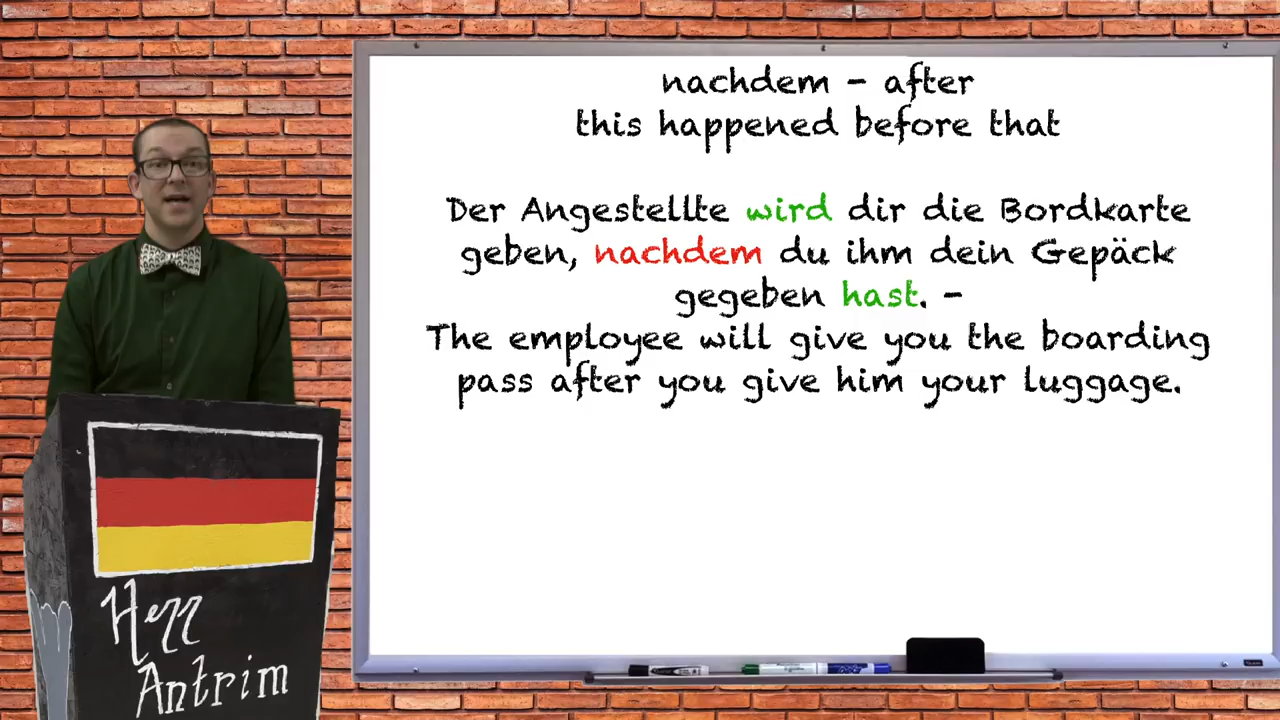 nachdem - after
this happened before that
Der Angestellte wird dir die Bordkarte
geben, nachdem du ihm dein Gepäck
gegeben hast. -
The employee will give you the boarding
pass after you give him your luggage.
Herr
Antrim